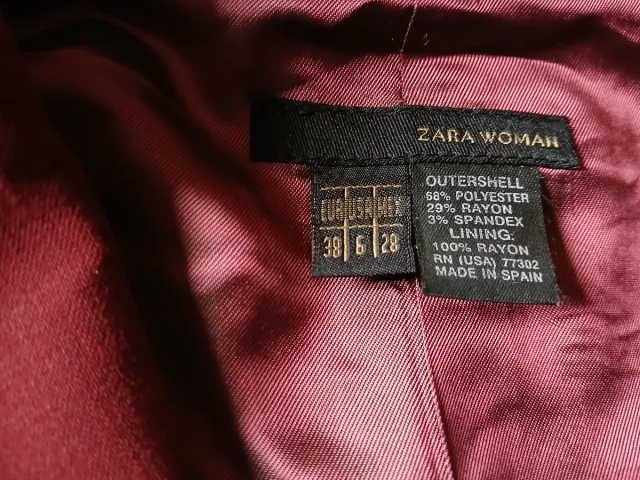 ZARA WOMAN
EUR USA MEX
38 6 28
OUTERSHELL
68% POLYESTER
29% RAYON
3% SPANDEX
LINING:
100% RAYON
RN (USA) 77302
MADE IN SPAIN